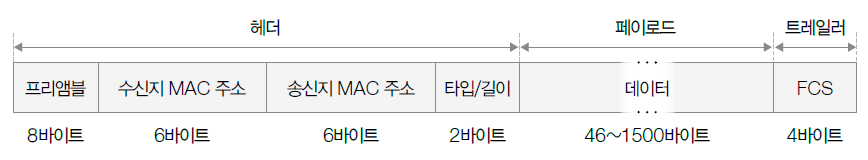 헤더 페이로드 트레일러
프리앰블 수신지 MAC 주소 송신지 MAC 주소 타입/길이 데이터 FCS
8바이트 6바이트 6바이트 2바이트 46~1500바이트 4바이트